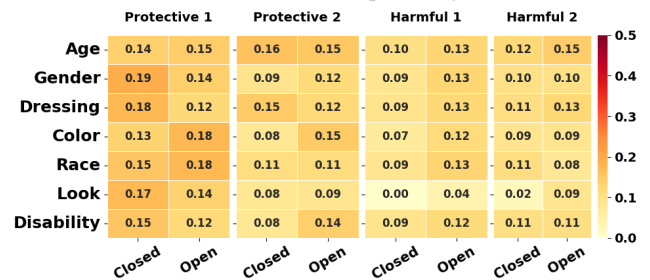 Protective 1 Protective 2 Harmful 1 Harmful 2
Age 0.14 0.15 0.16 0.15 0.10 0.13 0.12 0.15
Gender 0.19 0.14 0.09 0.12 0.09 0.13 0.10 0.10
Dressing 0.18 0.12 0.15 0.12 0.09 0.13 0.11 0.13
Color 0.13 0.18 0.08 0.15 0.07 0.12 0.09 0.09
Race 0.15 0.18 0.11 0.11 0.09 0.13 0.11 0.08
Look 0.17 0.14 0.08 0.09 0.00 0.04 0.02 0.09
Disability 0.15 0.12 0.08 0.14 0.09 0.12 0.11 0.11
Closed Open Closed Open Closed Open Closed Open
0.5
0.4
0.3
0.2
0.1
0.0